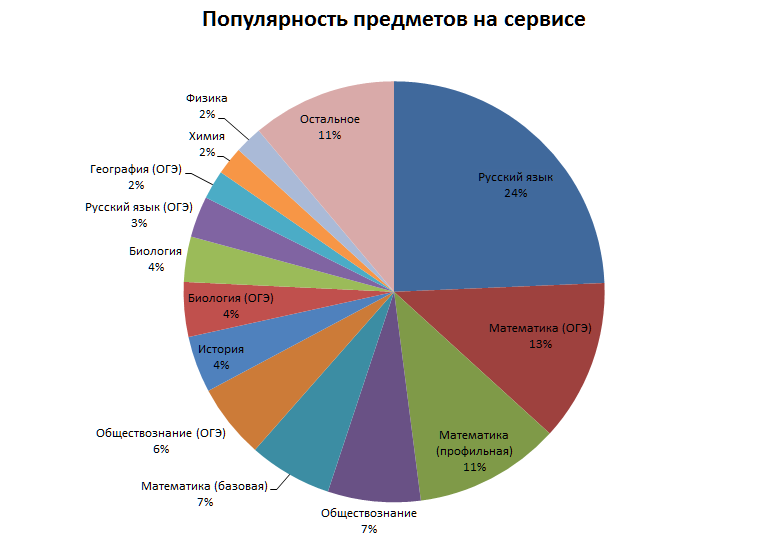 Популярность предметов на сервисе
Русский язык
24%
Математика (ОГЭ)
13%
Математика
(профильная)
11%
Обществознание
7%
Математика (базовая)
7%
Обществознание (ОГЭ)
6%
История
4%
Биология (ОГЭ)
4%
Биология
4%
Русский язык (ОГЭ)
3%
География (ОГЭ)
2%
Химия
2%
Физика
2%
Остальное
11%